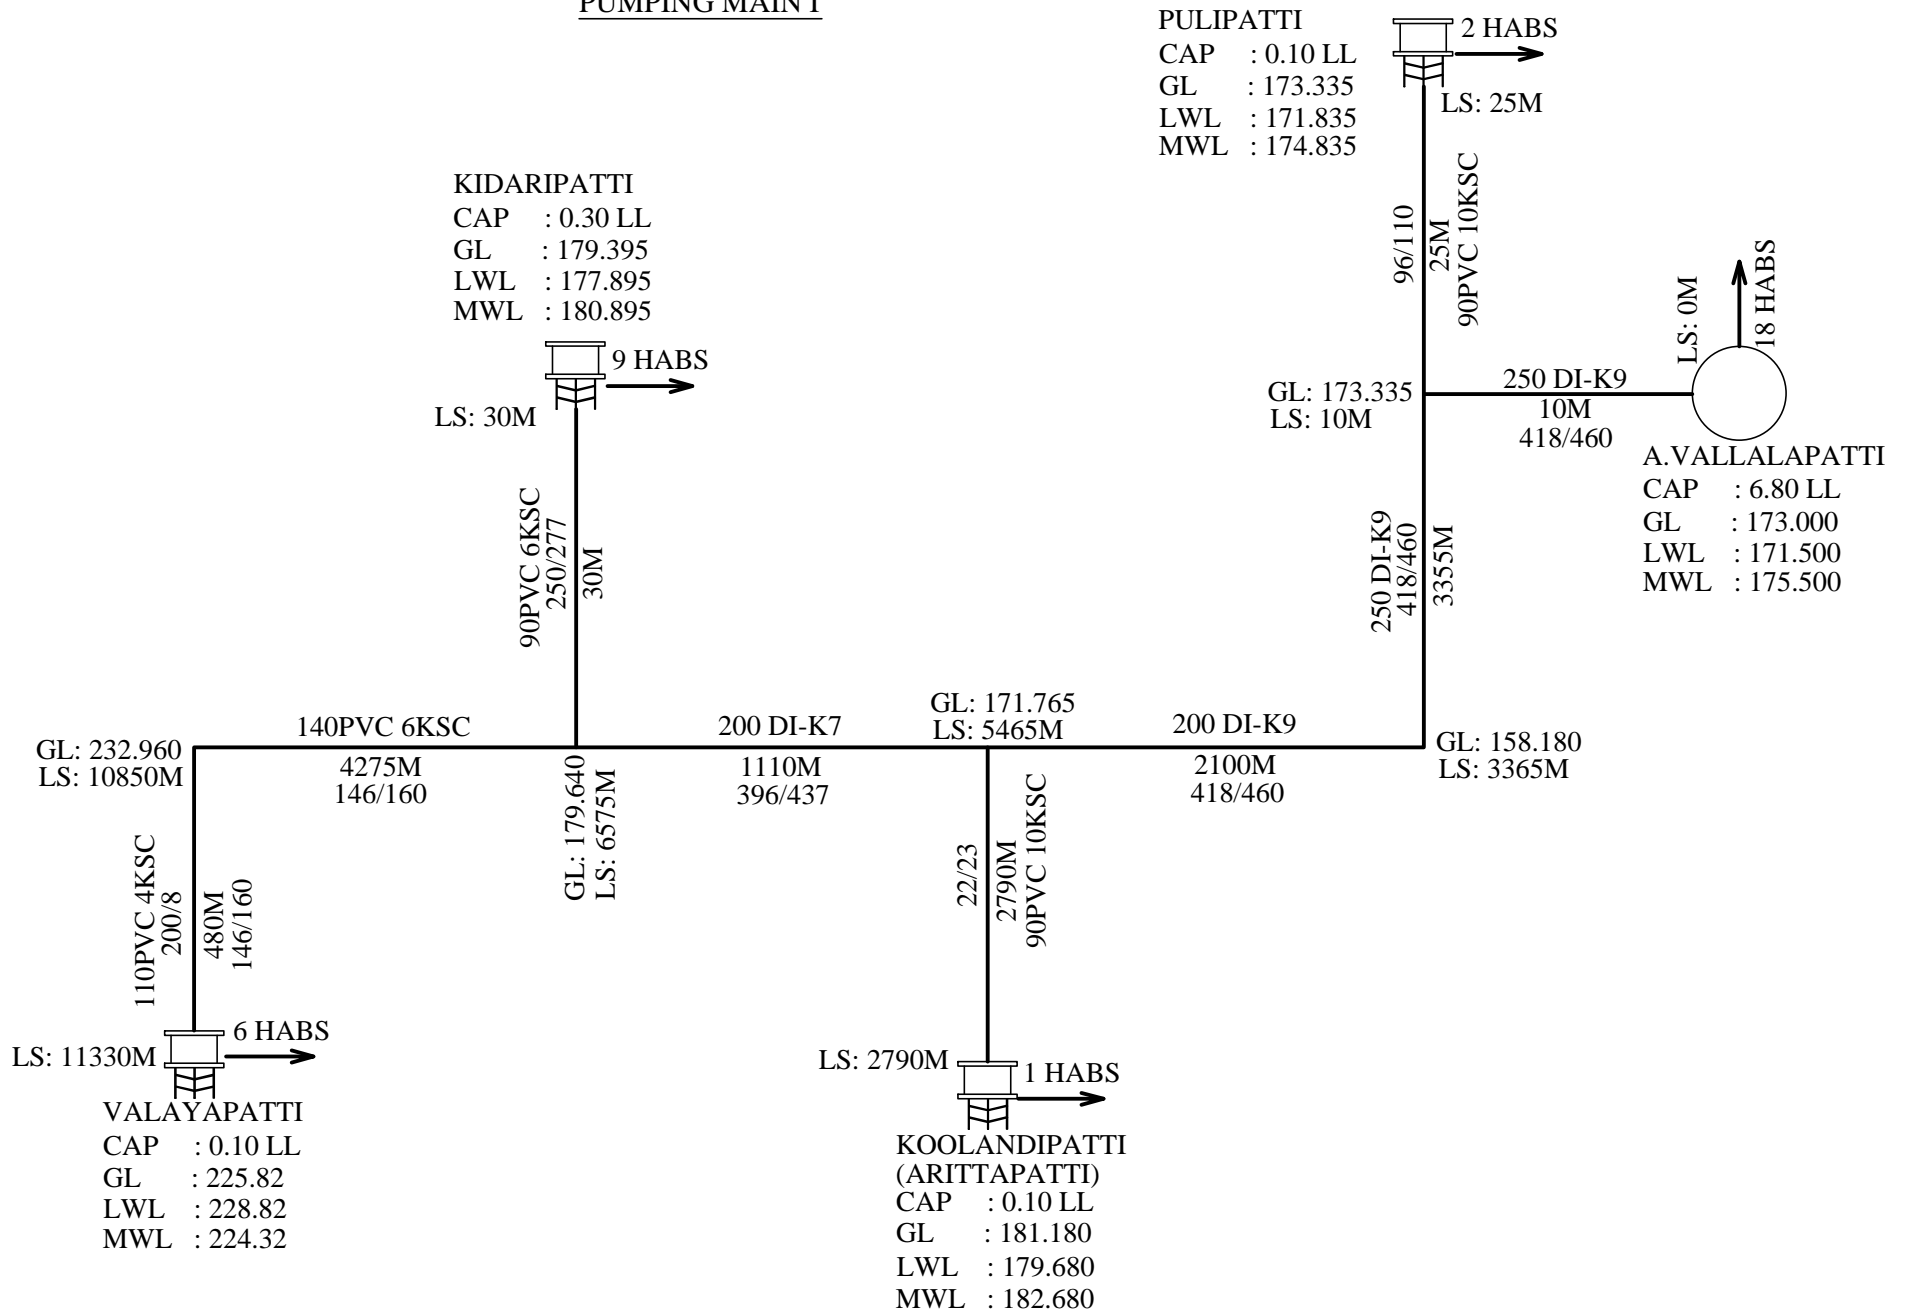 PUMPING MAIN I
PULIPATTI
CAP : 0.10 LL
GL : 173.335
LWL : 171.835
MWL : 174.835
2 HABS
LS: 25M
96/110
25M
90PVC 10KSC
KIDARIPATTI
CAP : 0.30 LL
GL : 179.395
LWL : 177.895
MWL : 180.895
9 HABS
LS: 30M
90PVC 6KSC
250/277
30M
LS: 0M
18 HABS
GL: 173.335
LS: 10M
250 DI-K9
10M
418/460
A.VALLALAPATTI
CAP : 6.80 LL
GL : 173.000
LWL : 171.500
MWL : 175.500
250 DI-K9
418/460
3355M
GL: 232.960
LS: 10850M
140PVC 6KSC
4275M
146/160
GL: 179.640
LS: 6575M
200 DI-K7
1110M
396/437
GL: 171.765
LS: 5465M
200 DI-K9
2100M
418/460
GL: 158.180
LS: 3365M
110PVC 4KSC
200/8
480M
146/160
22/23
2790M
90PVC 10KSC
6 HABS
LS: 11330M
VALAYAPATTI
CAP : 0.10 LL
GL : 225.82
LWL : 228.82
MWL : 224.32
LS: 2790M
1 HABS
KOOLANDIPATTI
(ARITTAPATTI)
CAP : 0.10 LL
GL : 181.180
LWL : 179.680
MWL : 182.680